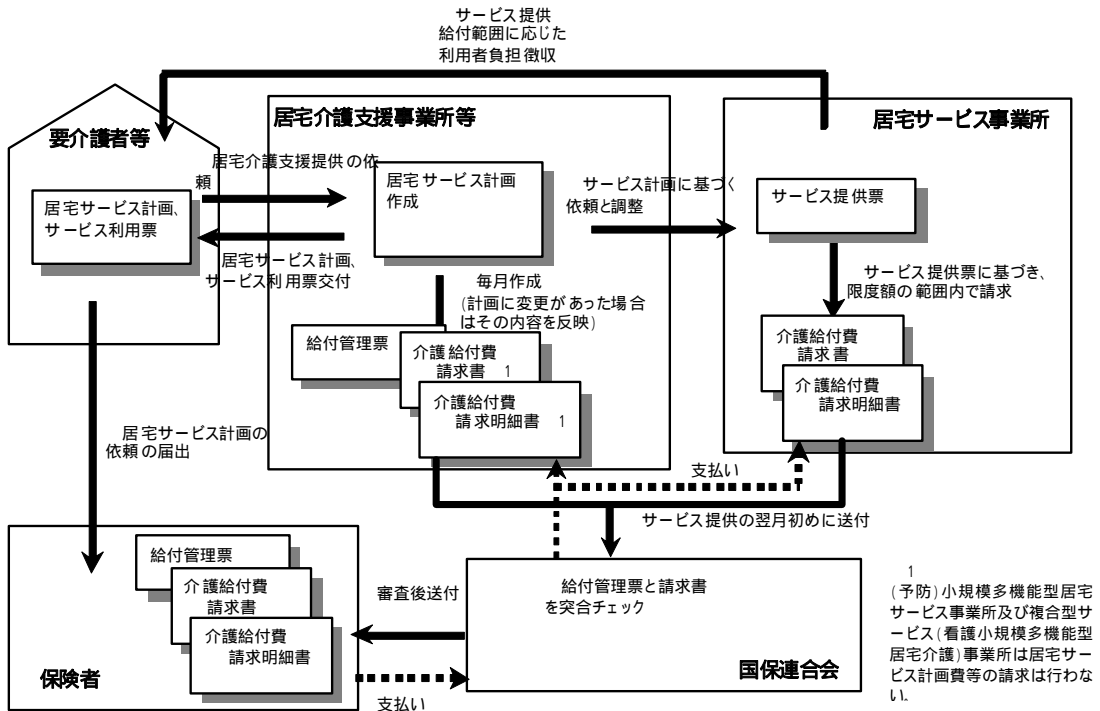 サービス提供
給付範囲に応じた
利用者負担徴収
要介護者等
居宅介護支援事業所等
居宅サービス事業所
居宅介護支援提供の依
頼
居宅サービス計画、
サービス利用票
居宅サービス計画
作成
サービス計画に基づく
依頼と調整
サービス提供票
居宅サービス計画、
サービス利用票交付
毎月作成
(計画に変更があった場合
はその内容を反映)
サービス提供票に基づき、
限度額の範囲内で請求
給付管理票
介護給付費
請求書 1
介護給付費
請求明細書 1
介護給付費
請求書
介護給付費
請求明細書
居宅サービス計画の
依頼の届出
支払い
サービス提供の翌月初めに送付
給付管理票
介護給付費
請求書
介護給付費
請求明細書
保険者
審査後送付
支払い
給付管理票と請求書
を突合チェック
国保連合会
1
(予防)小規模多機能型居宅
サービス事業所及び複合型サ
ービス(看護小規模多機能型
居宅介護)事業所は居宅サー
ビス計画費等の請求は行わな
い。